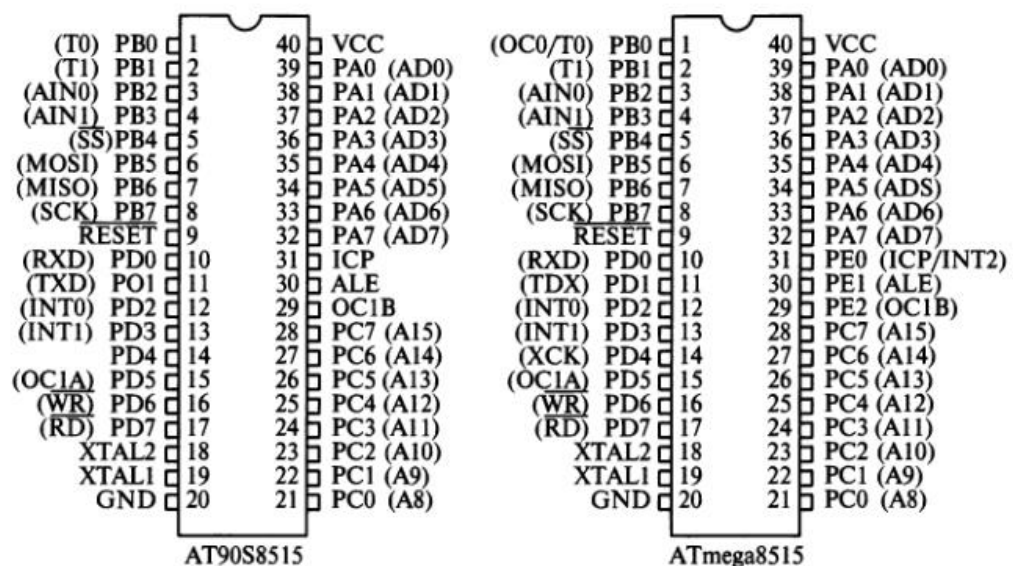 (T0) PB0 1 40 VCC
(T1) PB1 2 39 PA0 (AD0)
(AIN0) PB2 3 38 PA1 (AD1)
(AIN1) PB3 4 37 PA2 (AD2)
(SS) PB4 5 36 PA3 (AD3)
(MOSI) PB5 6 35 PA4 (AD4)
(MISO) PB6 7 34 PA5 (AD5)
(SCK) PB7 8 33 PA6 (AD6)
RESET 9 32 PA7 (AD7)
(RXD) PD0 10 31 ICP
(TXD) PO1 11 30 ALE
(INT0) PD2 12 29 OC1B
(INT1) PD3 13 28 PC7 (A15)
PD4 14 27 PC6 (A14)
(OC1A) PD5 15 26 PC5 (A13)
(WR) PD6 16 25 PC4 (A12)
(RD) PD7 17 24 PC3 (A11)
XTAL2 18 23 PC2 (A10)
XTAL1 19 22 PC1 (A9)
GND 20 21 PC0 (A8)
AT90S8515
(OC0/T0) PB0 1 40 VCC
(T1) PB1 2 39 PA0 (AD0)
(AIN0) PB2 3 38 PA1 (AD1)
(AIN1) PB3 4 37 PA2 (AD2)
(SS) PB4 5 36 PA3 (AD3)
(MOSI) PB5 6 35 PA4 (AD4)
(MISO) PB6 7 34 PA5 (ADS)
(SCK) PB7 8 33 PA6 (AD6)
RESET 9 32 PA7 (AD7)
(RXD) PD0 10 31 PE0 (ICP/INT2)
(TDX) PD1 11 30 PE1 (ALE)
(INT0) PD2 12 29 PE2 (OC1B)
(INT1) PD3 13 28 PC7 (A15)
(XCK) PD4 14 27 PC6 (A14)
(OC1A) PD5 15 26 PC5 (A13)
(WR) PD6 16 25 PC4 (A12)
(RD) PD7 17 24 PC3 (A11)
XTAL2 18 23 PC2 (A10)
XTAL1 19 22 PC1 (A9)
GND 20 21 PC0 (A8)
ATmega8515